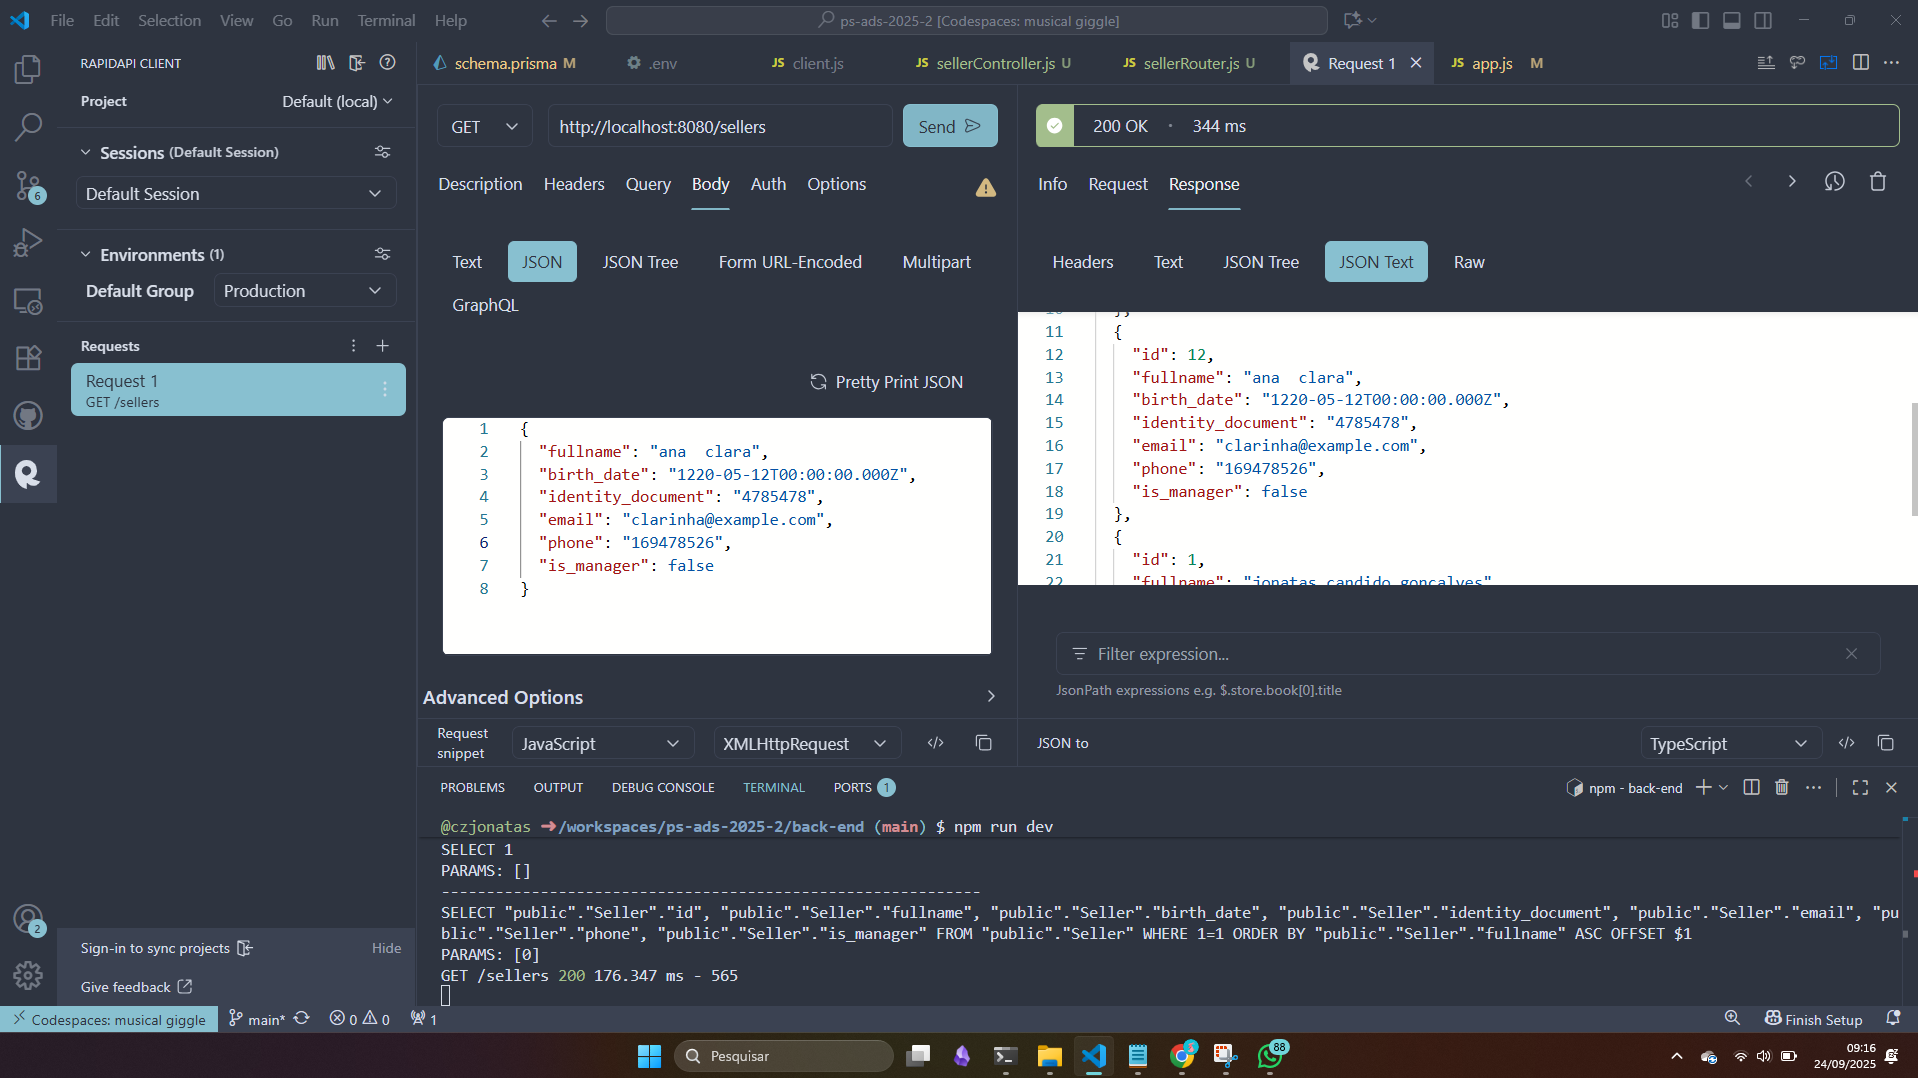 File Edit Selection View Go Run Terminal Help
ps-ads-2025-2 [Codespaces: musical giggle]
RAPIDAPI CLIENT
Project Default (local)
Sessions (Default Session)
Default Session
Environments (1)
Default Group Production
Requests
Request 1
GET /sellers
Sign-in to sync projects Hide
Give feedback
6
2
schema.prisma M .env JS client.js JS sellerController.js U JS sellerRouter.js U Request 1 JS app.js M
GET http://localhost:8080/sellers Send
Description Headers Query Body Auth Options
Text JSON JSON Tree Form URL-Encoded Multipart
GraphQL
Pretty Print JSON
1 {
2 "fullname": "ana  clara",
3 "birth_date": "1220-05-12T00:00:00.000Z",
4 "identity_document": "4785478",
5 "email": "clarinha@example.com",
6 "phone": "169478526",
7 "is_manager": false
8 }
Advanced Options
Request snippet JavaScript XMLHttpRequest
200 OK · 344 ms
Info Request Response
Headers Text JSON Tree JSON Text Raw
10 },
11 {
12 "id": 12,
13 "fullname": "ana  clara",
14 "birth_date": "1220-05-12T00:00:00.000Z",
15 "identity_document": "4785478",
16 "email": "clarinha@example.com",
17 "phone": "169478526",
18 "is_manager": false
19 },
20 {
21 "id": 1,
22 "fullname": "jonatas candido goncalves"
Filter expression...
JsonPath expressions e.g. $.store.book[0].title
JSON to TypeScript
PROBLEMS OUTPUT DEBUG CONSOLE TERMINAL PORTS 1
npm - back-end
@czjonatas ➜/workspaces/ps-ads-2025-2/back-end (main) $ npm run dev
SELECT 1
PARAMS: []
------------------------------------------------------------
SELECT "public"."Seller"."id", "public"."Seller"."fullname", "public"."Seller"."birth_date", "public"."Seller"."identity_document", "public"."Seller"."email", "pu
blic"."Seller"."phone", "public"."Seller"."is_manager" FROM "public"."Seller" WHERE 1=1 ORDER BY "public"."Seller"."fullname" ASC OFFSET $1
PARAMS: [0]
GET /sellers 200 176.347 ms - 565
Codespaces: musical giggle main* 0 0 1 Finish Setup
Pesquisar
88
09:16
24/09/2025